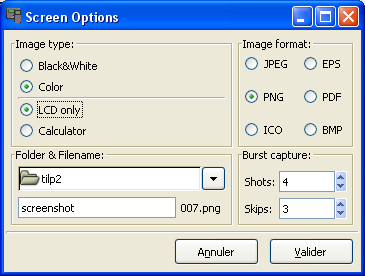 Screen Options
Image type:
Black&White
Color
LCD only
Calculator
Image format:
JPEG EPS
PNG PDF
ICO BMP
Folder & Filename:
tilp2
screenshot 007.png
Burst capture:
Shots: 4
Skips: 3
Annuler Valider